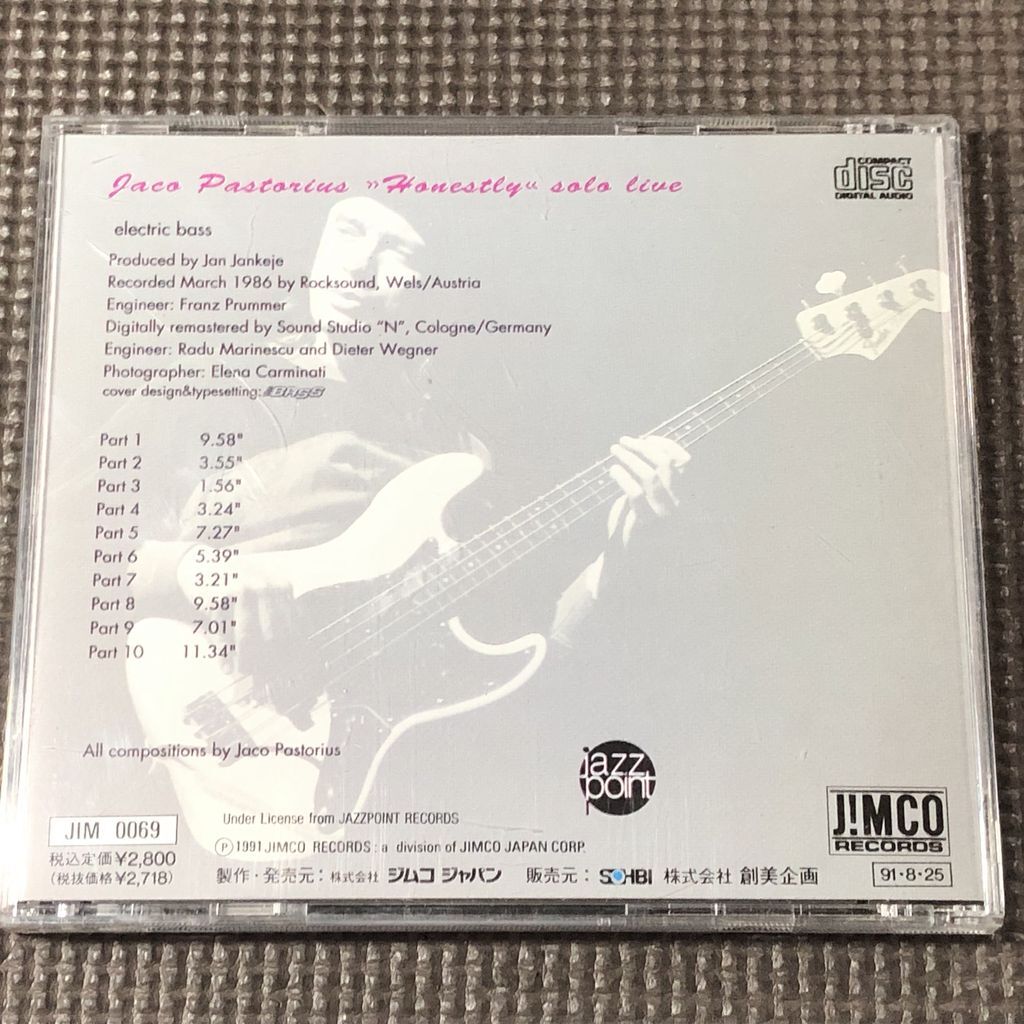 Jaco Pastorius »Honestly« solo live
COMPACT
disc
DIGITAL AUDIO
electric bass
Produced by Jan Jankeje
Recorded March 1986 by Rocksound, Wels/Austria
Engineer: Franz Prummer
Digitally remastered by Sound Studio "N", Cologne/Germany
Engineer: Radu Marinescu and Dieter Wegner
Photographer: Elena Carminati
cover design&typesetting:
Part 1 9.58"
Part 2 3.55"
Part 3 1.56"
Part 4 3.24"
Part 5 7.27"
Part 6 5.39"
Part 7 3.21"
Part 8 9.58"
Part 9 7.01"
Part 10 11.34"
All compositions by Jaco Pastorius
jazz
point
Under License from JAZZPOINT RECORDS
JIM 0069
℗1991 JIMCO RECORDS: a division of JIMCO JAPAN CORP.
J!MCO
RECORDS
税込定価¥2,800
(税抜価格¥2,718)
製作・発売元：株式会社 ジムコ ジャパン 販売元：SOHBI 株式会社 創美企画
91・8・25